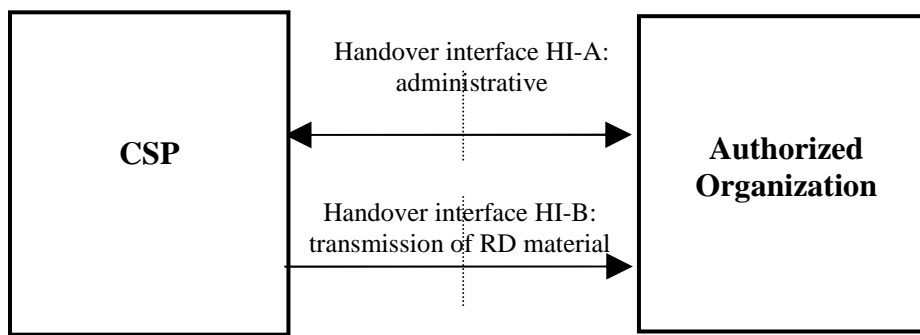 Handover interface HI-A:
administrative
CSP
Authorized
Organization
Handover interface HI-B:
transmission of RD material